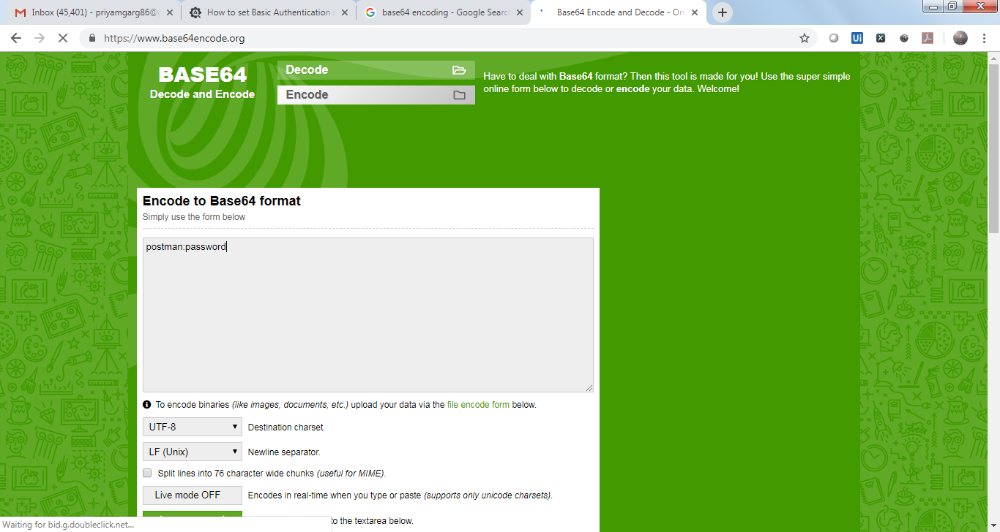 Inbox (45,401) - priyamgarg86@g
How to set Basic Authentication
base64 encoding - Google Searc
Base64 Encode and Decode - On
https://www.base64encode.org
Ui
X
BASE64
Decode and Encode
Decode
Encode
Have to deal with Base64 format? Then this tool is made for you! Use the super simple
online form below to decode or encode your data. Welcome!
Encode to Base64 format
Simply use the form below
postman:password
To encode binaries (like images, documents, etc.) upload your data via the file encode form below.
UTF-8 Destination charset.
LF (Unix) Newline separator.
Split lines into 76 character wide chunks (useful for MIME).
Live mode OFF Encodes in real-time when you type or paste (supports only unicode charsets).
to the textarea below.
Waiting for bid.g.doubleclick.net...